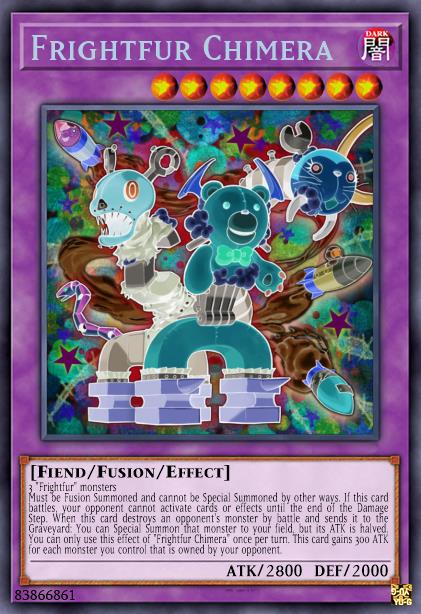 FRIGHTFUR CHIMERA
DARK
闇
[FIEND/FUSION/EFFECT]
3 "Frightfur" monsters
Must be Fusion Summoned and cannot be Special Summoned by other ways. If this card
battles, your opponent cannot activate cards or effects until the end of the Damage
Step. When this card destroys an opponent's monster by battle and sends it to the
Graveyard: You can Special Summon that monster to your field, but its ATK is halved.
You can only use this effect of "Frightfur Chimera" once per turn. This card gains 300 ATK
for each monster you control that is owned by your opponent.
ATK/2800 DEF/2000
83866861